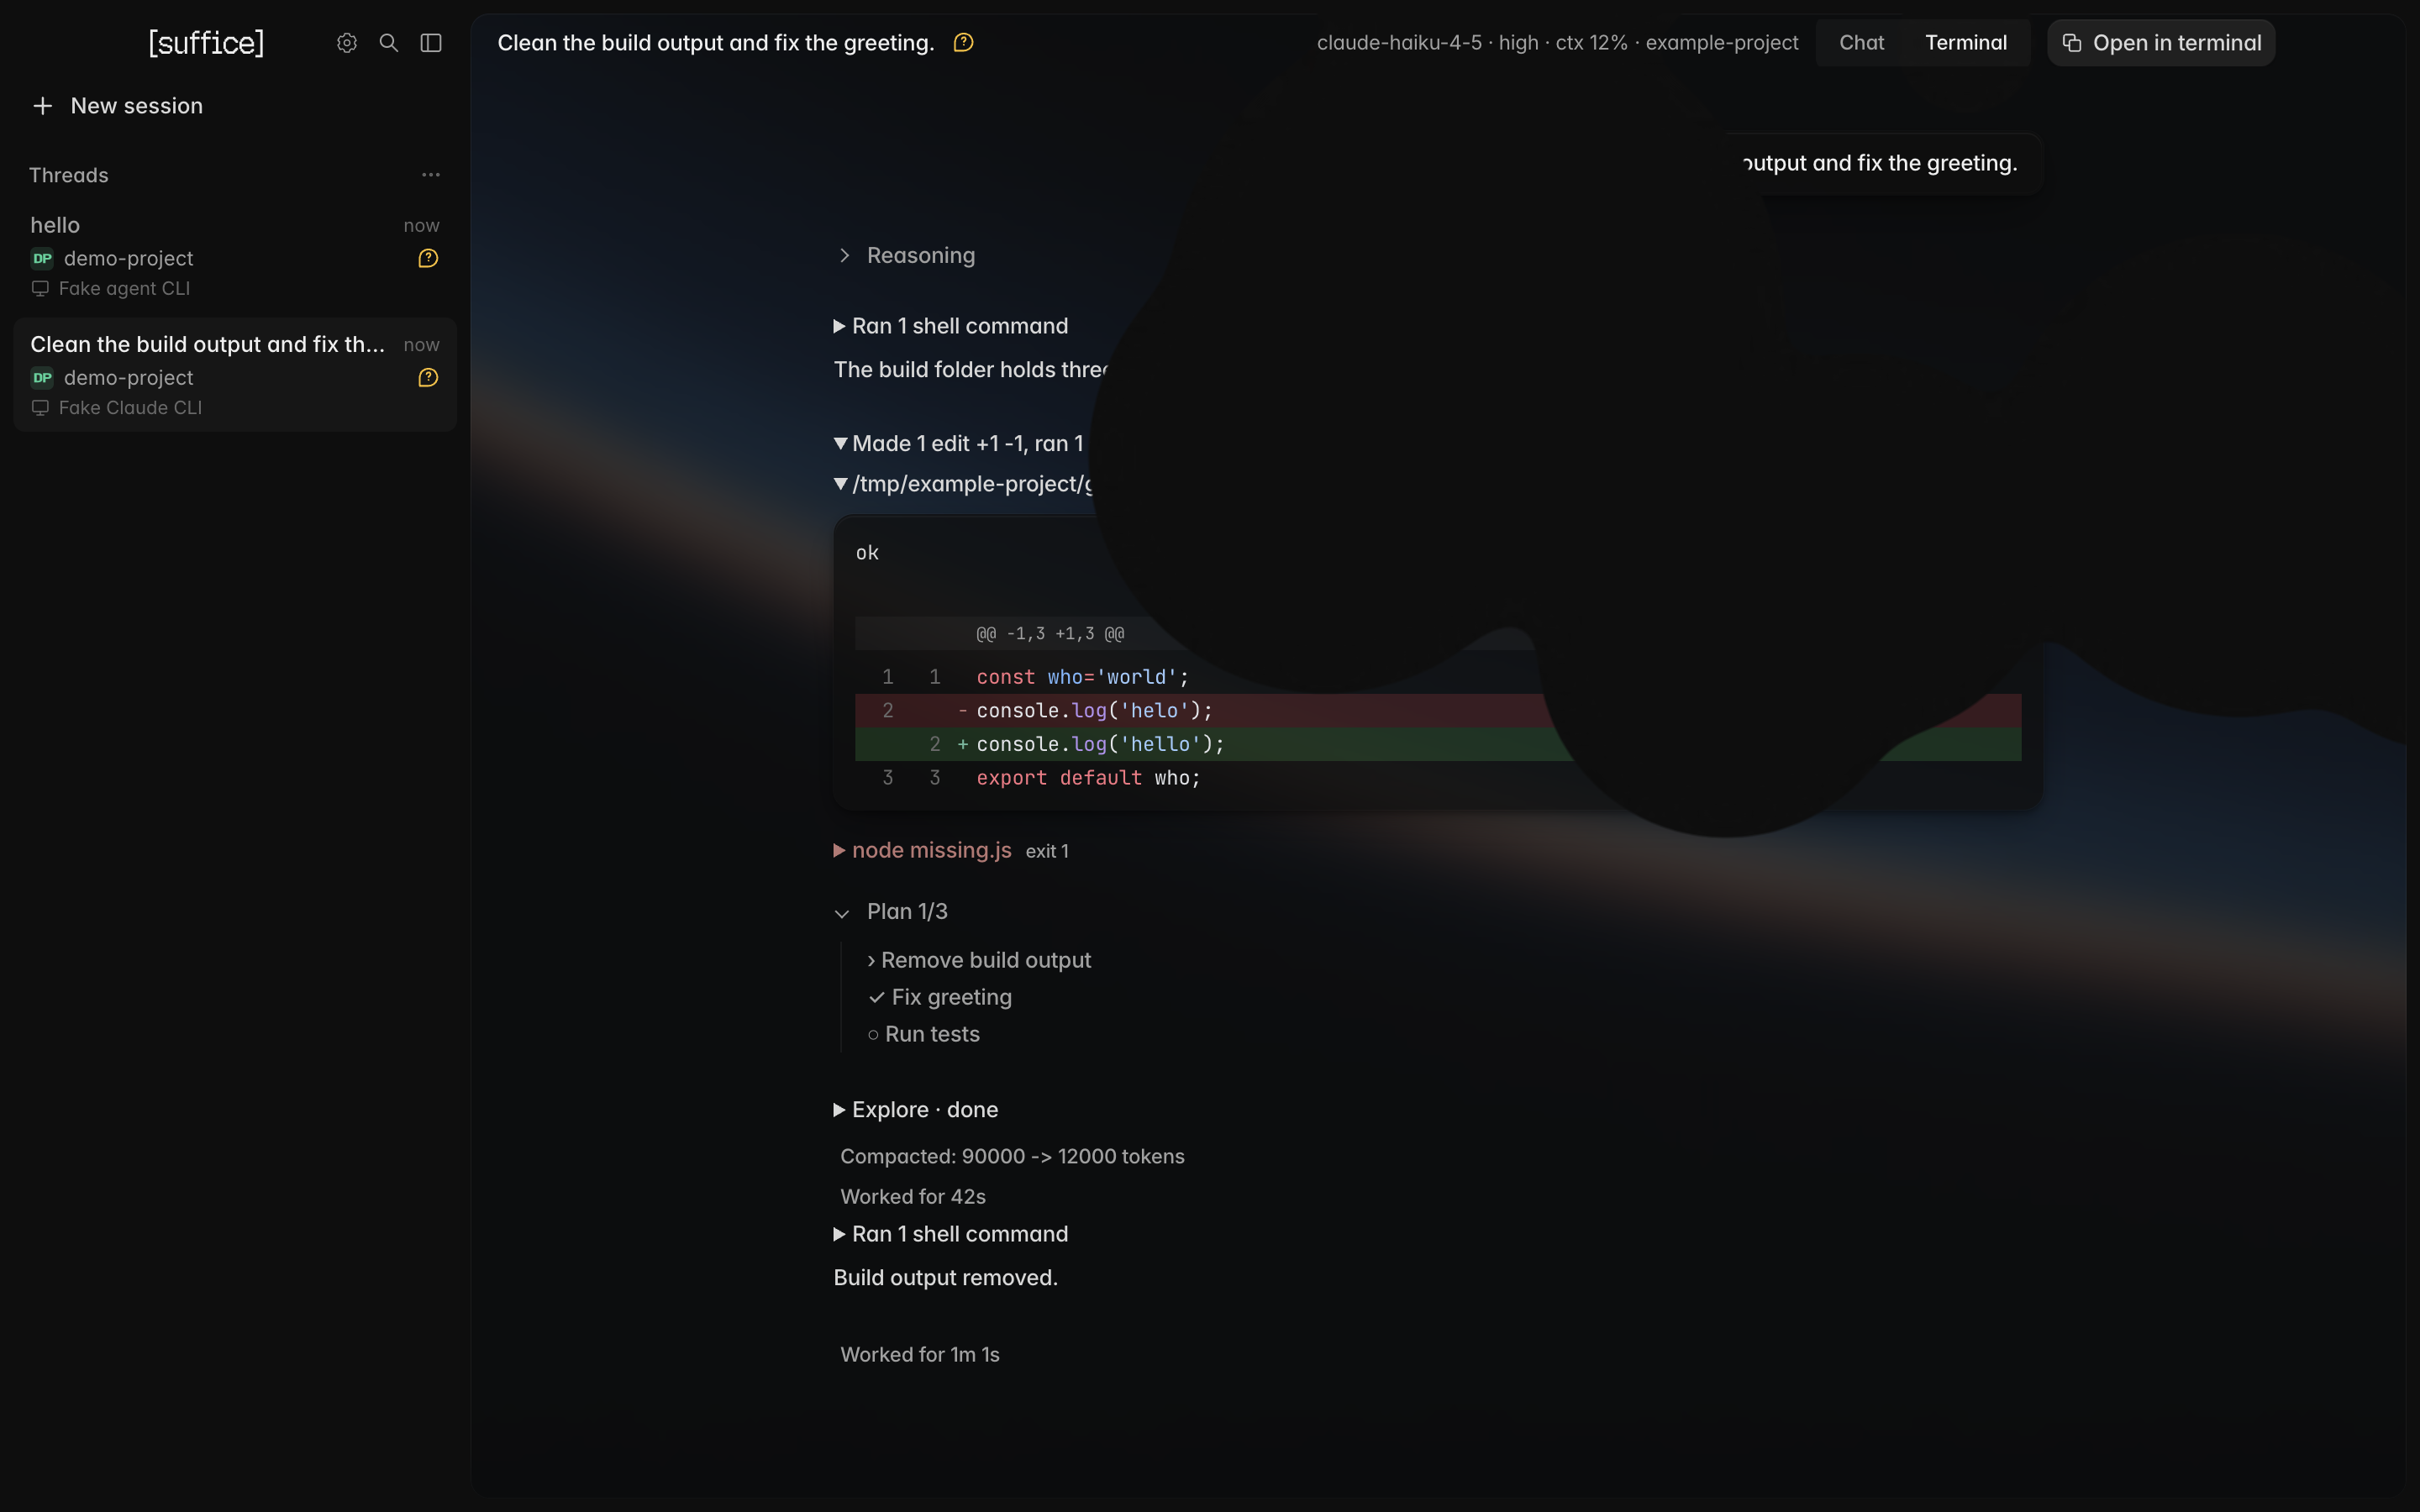 [suffice]
New session
Threads
hello now
DP demo-project
Fake agent CLI
Clean the build output and fix th... now
DP demo-project
Fake Claude CLI
Clean the build output and fix the greeting.
claude-haiku-4-5 · high · ctx 12% · example-project
Chat Terminal
Open in terminal
output and fix the greeting.
Reasoning
Ran 1 shell command
The build folder holds
Made 1 edit +1 -1, ran 1
/tmp/example-project/
ok
@@ -1,3 +1,3 @@
1 1 const who='world';
2 - console.log('helo');
2 + console.log('hello');
3 3 export default who;
node missing.js exit 1
Plan 1/3
› Remove build output
✓ Fix greeting
○ Run tests
Explore · done
Compacted: 90000 -> 12000 tokens
Worked for 42s
Ran 1 shell command
Build output removed.
Worked for 1m 1s